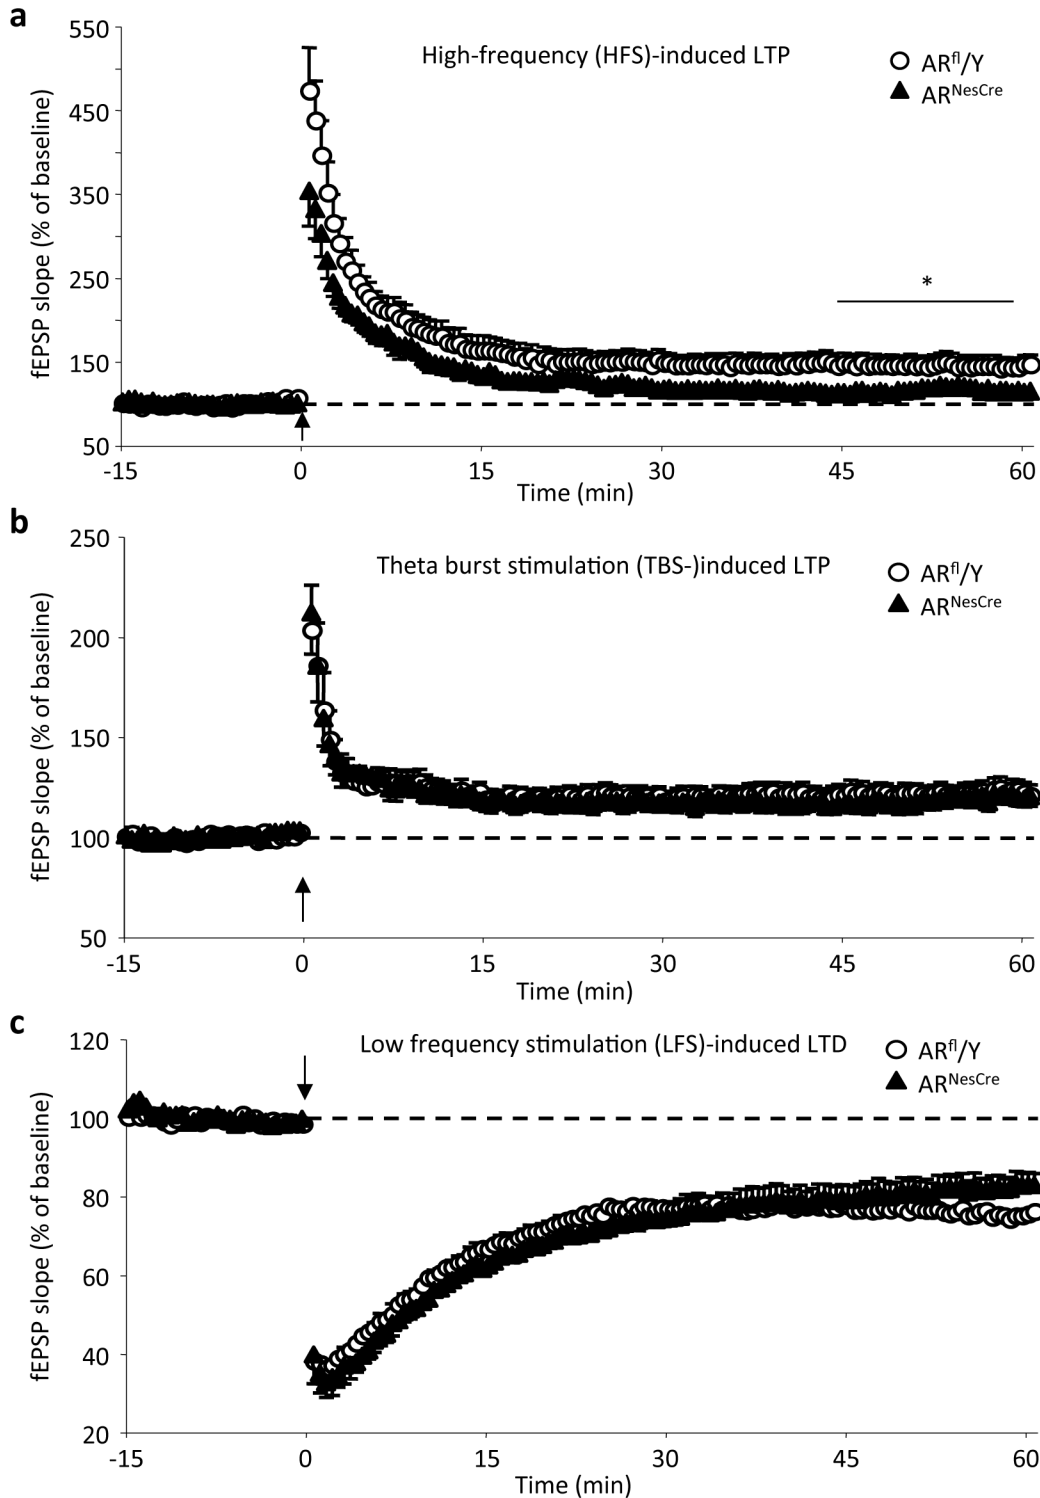 a
550
450
350
250
150
50
fEPSP slope (% of baseline)
High-frequency (HFS)-induced LTP
ARfl/Y
ARNesCre
*
-15 0 15 30 45 60
Time (min)
b
250
200
150
100
50
fEPSP slope (% of baseline)
Theta burst stimulation (TBS-)induced LTP
ARfl/Y
ARNesCre
-15 0 15 30 45 60
Time (min)
c
120
100
80
60
40
20
fEPSP slope (% of baseline)
Low frequency stimulation (LFS)-induced LTD
ARfl/Y
ARNesCre
-15 0 15 30 45 60
Time (min)